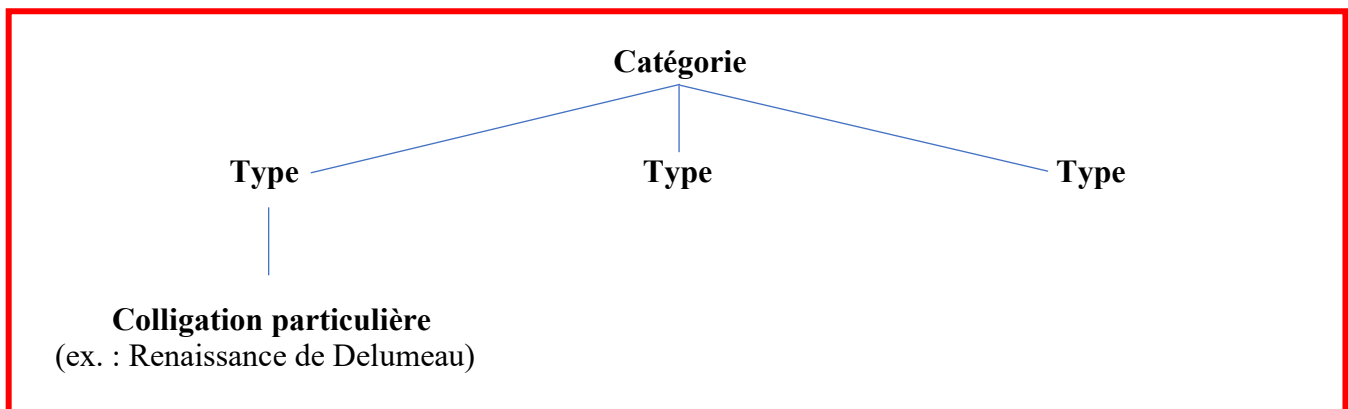 Catégorie
Type Type Type
Colligation particulière
(ex. : Renaissance de Delumeau)